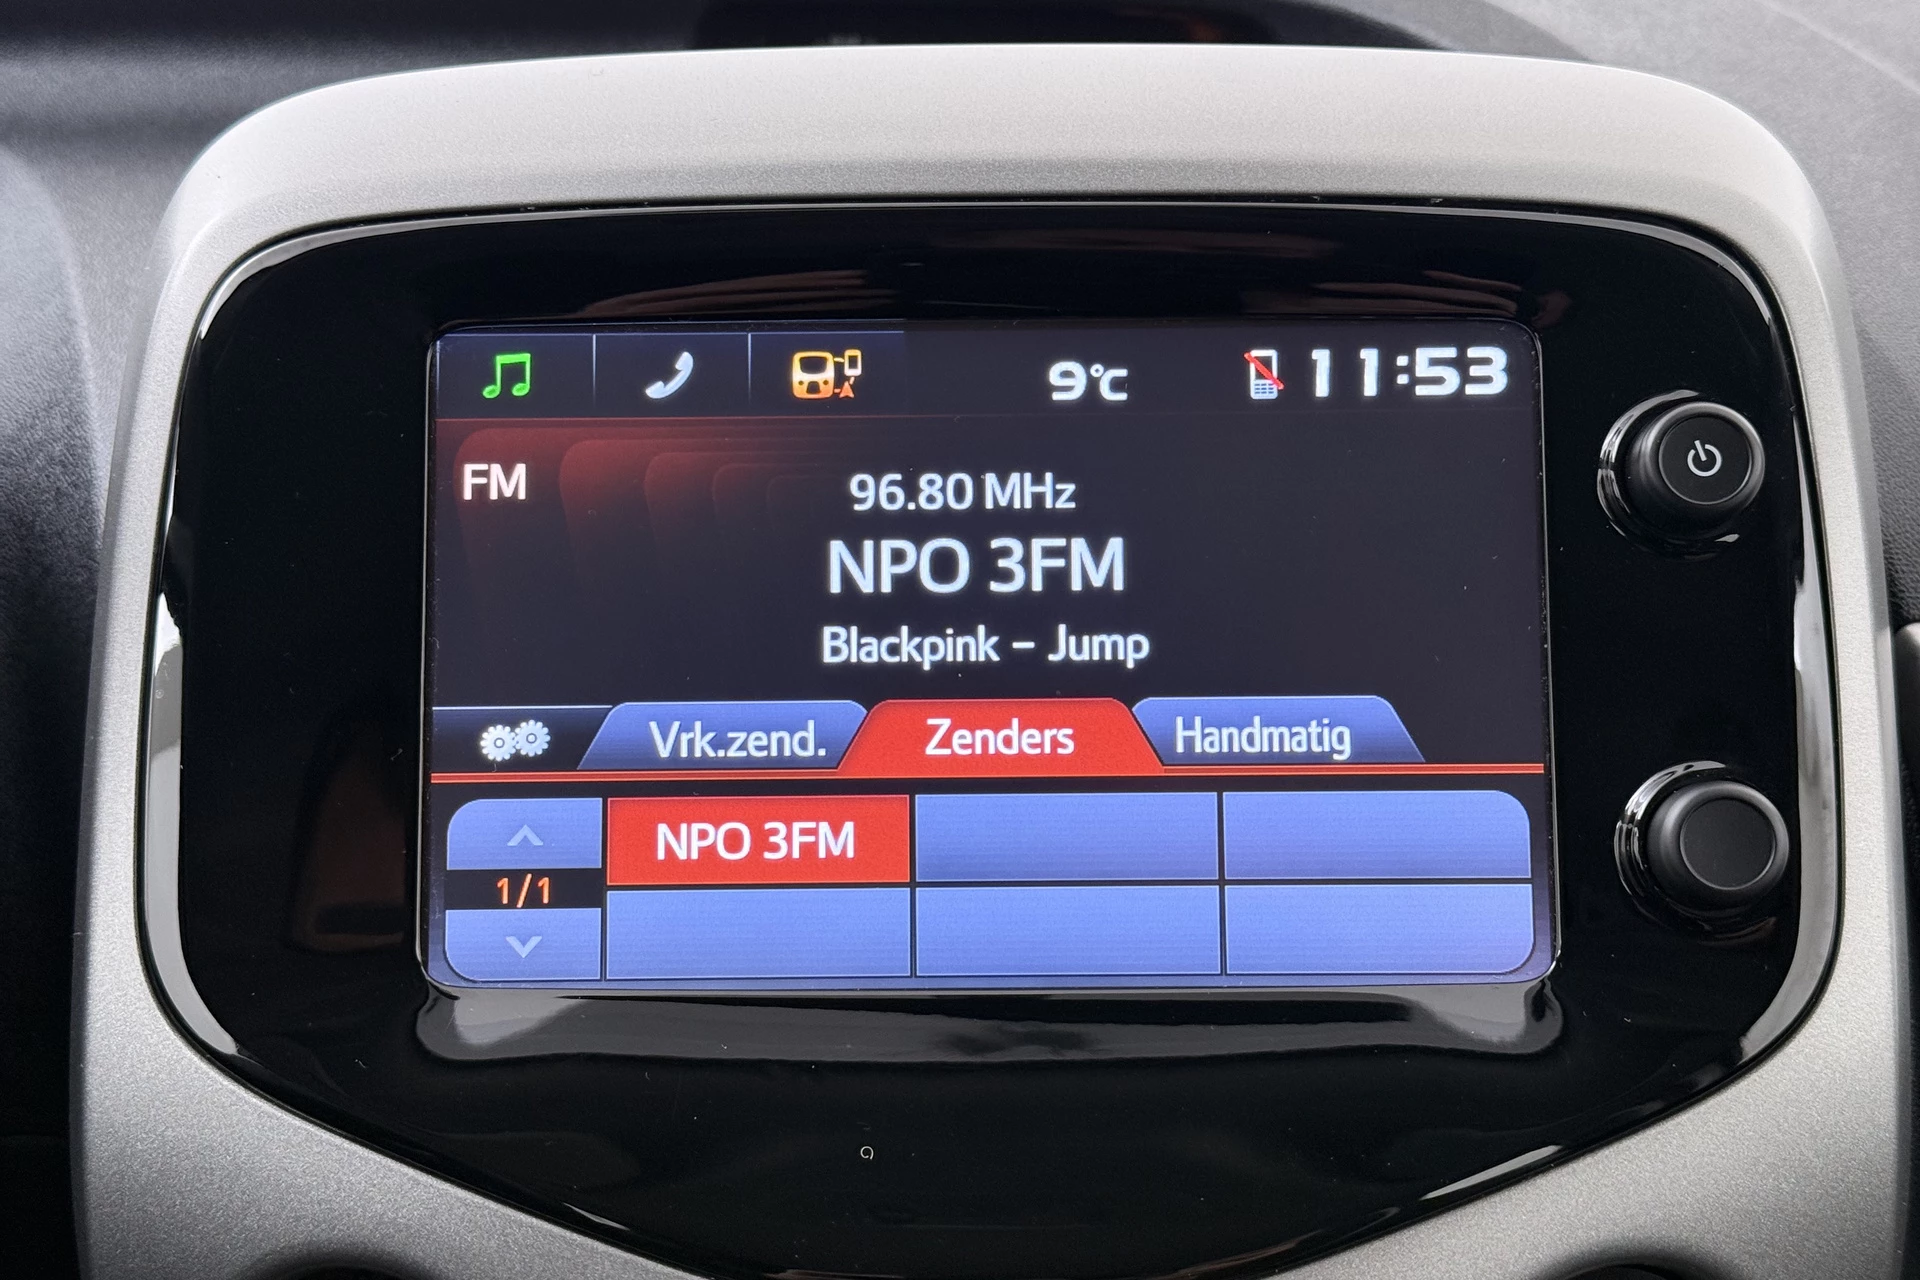 9°C 11:53
FM
96.80 MHz
NPO 3FM
Blackpink - Jump
Vrk.zend. Zenders Handmatig
NPO 3FM
1/1